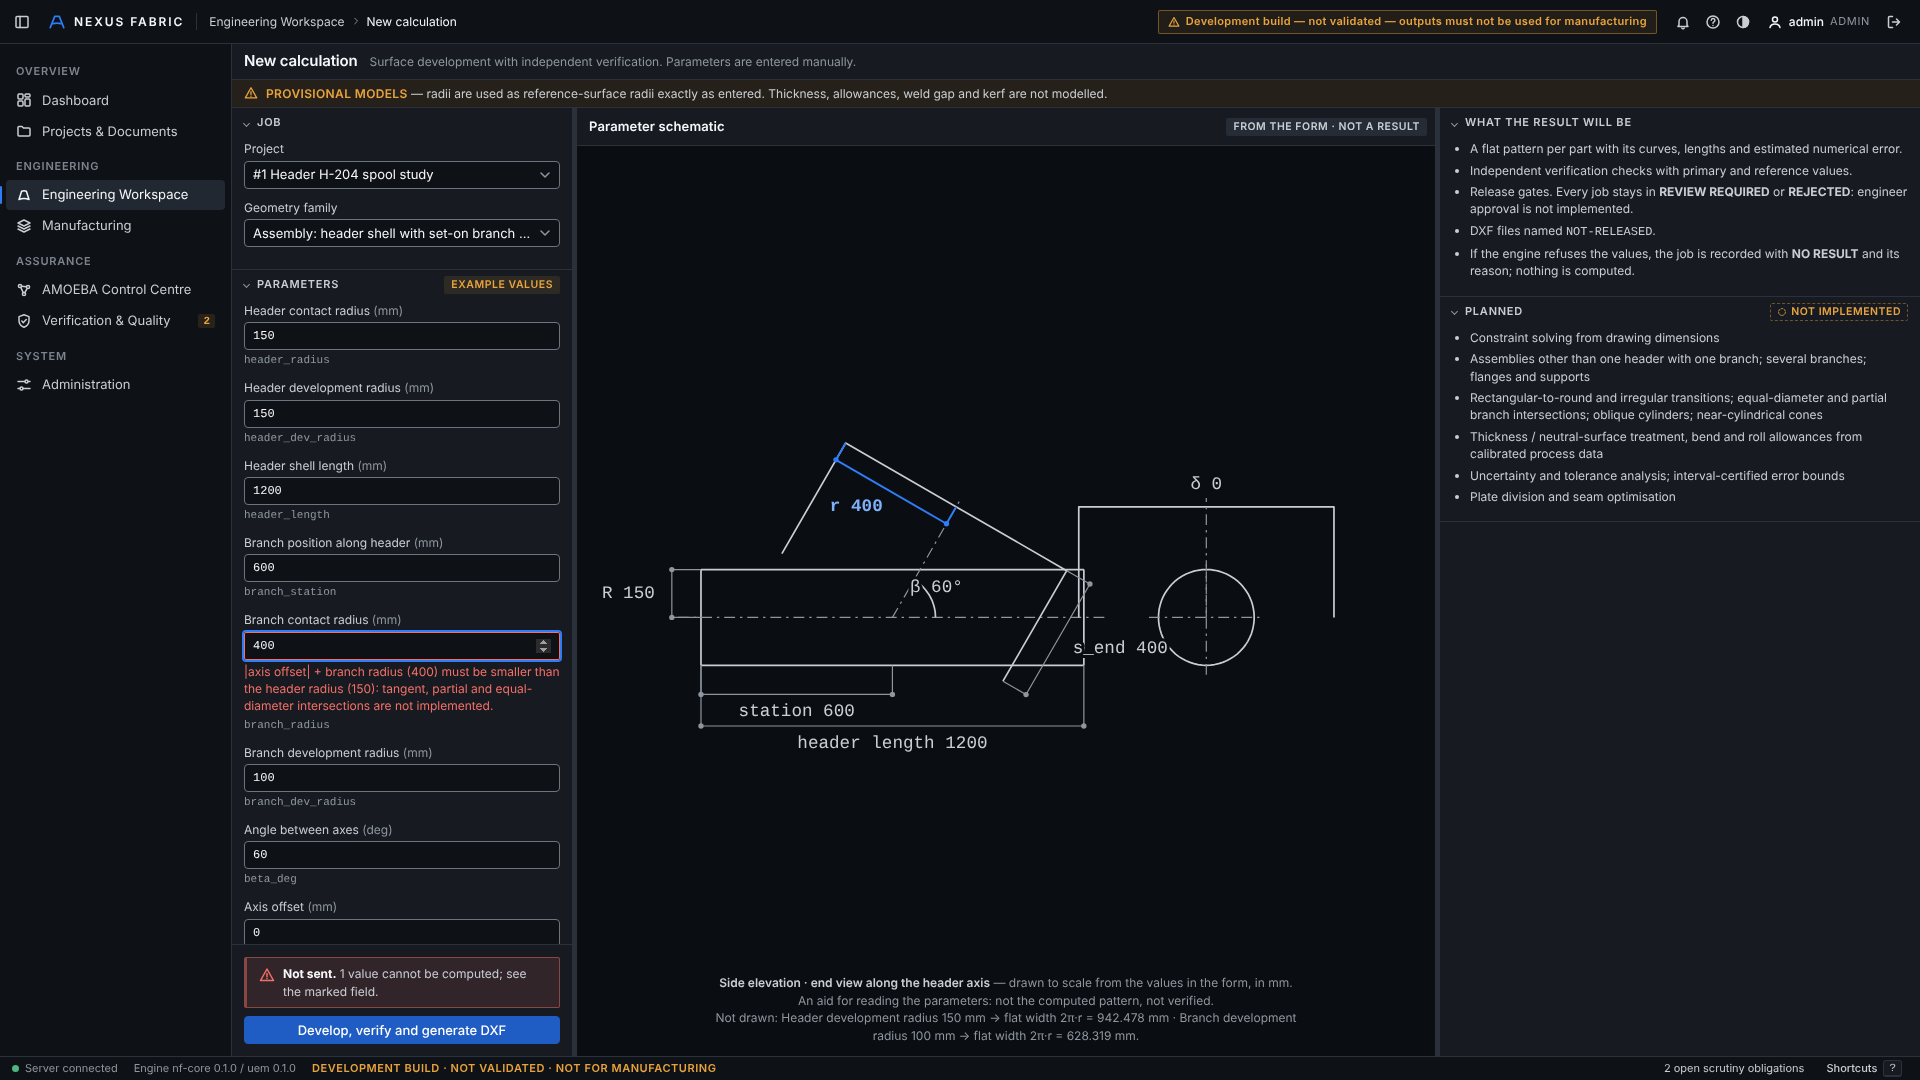 NEXUS FABRIC
Engineering Workspace > New calculation
Development build — not validated — outputs must not be used for manufacturing
admin ADMIN
OVERVIEW
Dashboard
Projects & Documents
ENGINEERING
Engineering Workspace
Manufacturing
ASSURANCE
AMOEBA Control Centre
Verification & Quality 2
SYSTEM
Administration
New calculation Surface development with independent verification. Parameters are entered manually.
PROVISIONAL MODELS — radii are used as reference-surface radii exactly as entered. Thickness, allowances, weld gap and kerf are not modelled.
JOB
Project
#1 Header H-204 spool study
Geometry family
Assembly: header shell with set-on branch ...
PARAMETERS EXAMPLE VALUES
Header contact radius (mm)
150
header_radius
Header development radius (mm)
150
header_dev_radius
Header shell length (mm)
1200
header_length
Branch position along header (mm)
600
branch_station
Branch contact radius (mm)
400
|axis offset| + branch radius (400) must be smaller than
the header radius (150): tangent, partial and equal-
diameter intersections are not implemented.
branch_radius
Branch development radius (mm)
100
branch_dev_radius
Angle between axes (deg)
60
beta_deg
Axis offset (mm)
0
Not sent. 1 value cannot be computed; see
the marked field.
Develop, verify and generate DXF
Parameter schematic FROM THE FORM · NOT A RESULT
δ 0
r 400
R 150
β 60°
s_end 400
station 600
header length 1200
Side elevation · end view along the header axis — drawn to scale from the values in the form, in mm.
An aid for reading the parameters: not the computed pattern, not verified.
Not drawn: Header development radius 150 mm → flat width 2π·r = 942.478 mm · Branch development
radius 100 mm → flat width 2π·r = 628.319 mm.
WHAT THE RESULT WILL BE
• A flat pattern per part with its curves, lengths and estimated numerical error.
• Independent verification checks with primary and reference values.
• Release gates. Every job stays in REVIEW REQUIRED or REJECTED: engineer
approval is not implemented.
• DXF files named NOT-RELEASED.
• If the engine refuses the values, the job is recorded with NO RESULT and its
reason; nothing is computed.
PLANNED NOT IMPLEMENTED
• Constraint solving from drawing dimensions
• Assemblies other than one header with one branch; several branches;
flanges and supports
• Rectangular-to-round and irregular transitions; equal-diameter and partial
branch intersections; oblique cylinders; near-cylindrical cones
• Thickness / neutral-surface treatment, bend and roll allowances from
calibrated process data
• Uncertainty and tolerance analysis; interval-certified error bounds
• Plate division and seam optimisation
Server connected Engine nf-core 0.1.0 / uem 0.1.0 DEVELOPMENT BUILD · NOT VALIDATED · NOT FOR MANUFACTURING
2 open scrutiny obligations Shortcuts ?